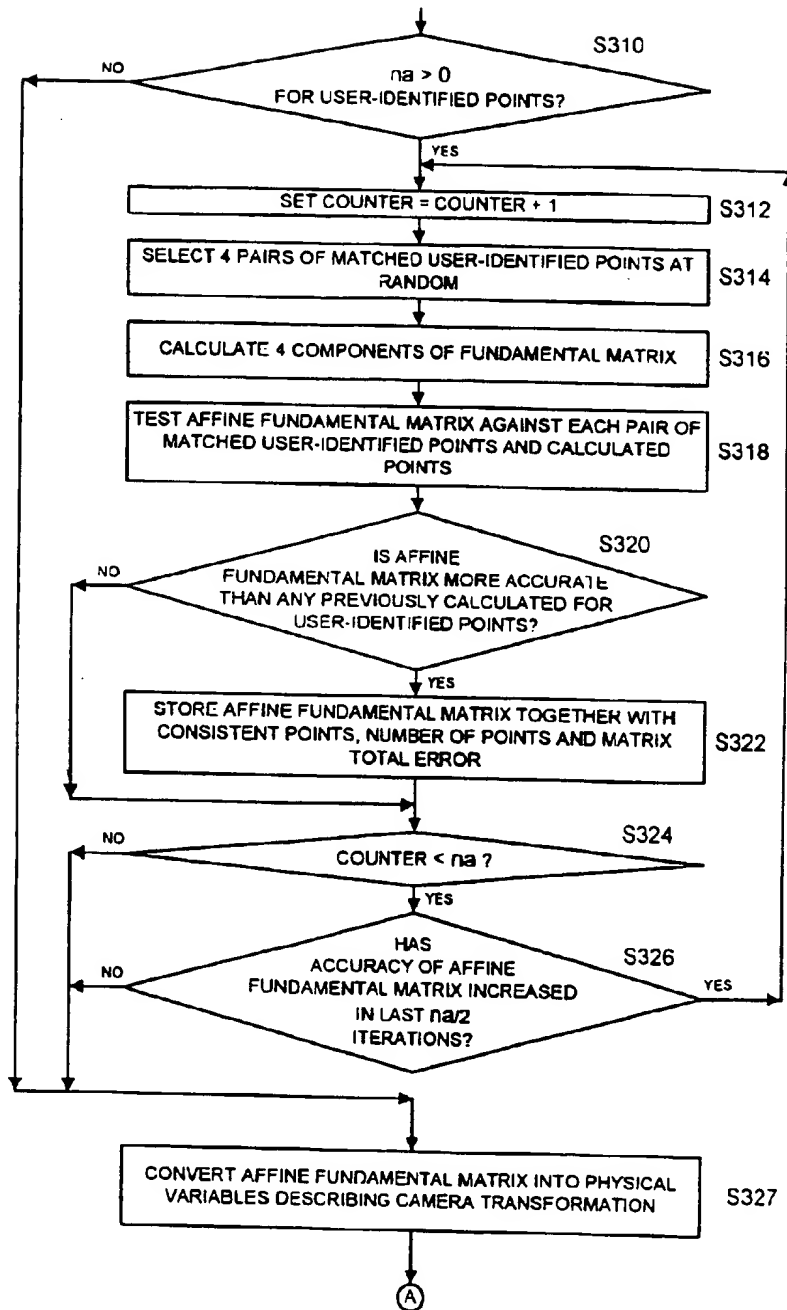 S310
NO
na > 0
FOR USER-IDENTIFIED POINTS?
YES
SET COUNTER = COUNTER + 1
S312
SELECT 4 PAIRS OF MATCHED USER-IDENTIFIED POINTS AT
RANDOM
S314
CALCULATE 4 COMPONENTS OF FUNDAMENTAL MATRIX
S316
TEST AFFINE FUNDAMENTAL MATRIX AGAINST EACH PAIR OF
MATCHED USER-IDENTIFIED POINTS AND CALCULATED
POINTS
S318
S320
NO
IS AFFINE
FUNDAMENTAL MATRIX MORE ACCURATE
THAN ANY PREVIOUSLY CALCULATED FOR
USER-IDENTIFIED POINTS?
YES
STORE AFFINE FUNDAMENTAL MATRIX TOGETHER WITH
CONSISTENT POINTS, NUMBER OF POINTS AND MATRIX
TOTAL ERROR
S322
S324
NO
COUNTER < na ?
YES
S326
NO
HAS
ACCURACY OF AFFINE
FUNDAMENTAL MATRIX INCREASED
IN LAST na/2
ITERATIONS?
YES
CONVERT AFFINE FUNDAMENTAL MATRIX INTO PHYSICAL
VARIABLES DESCRIBING CAMERA TRANSFORMATION
S327
A